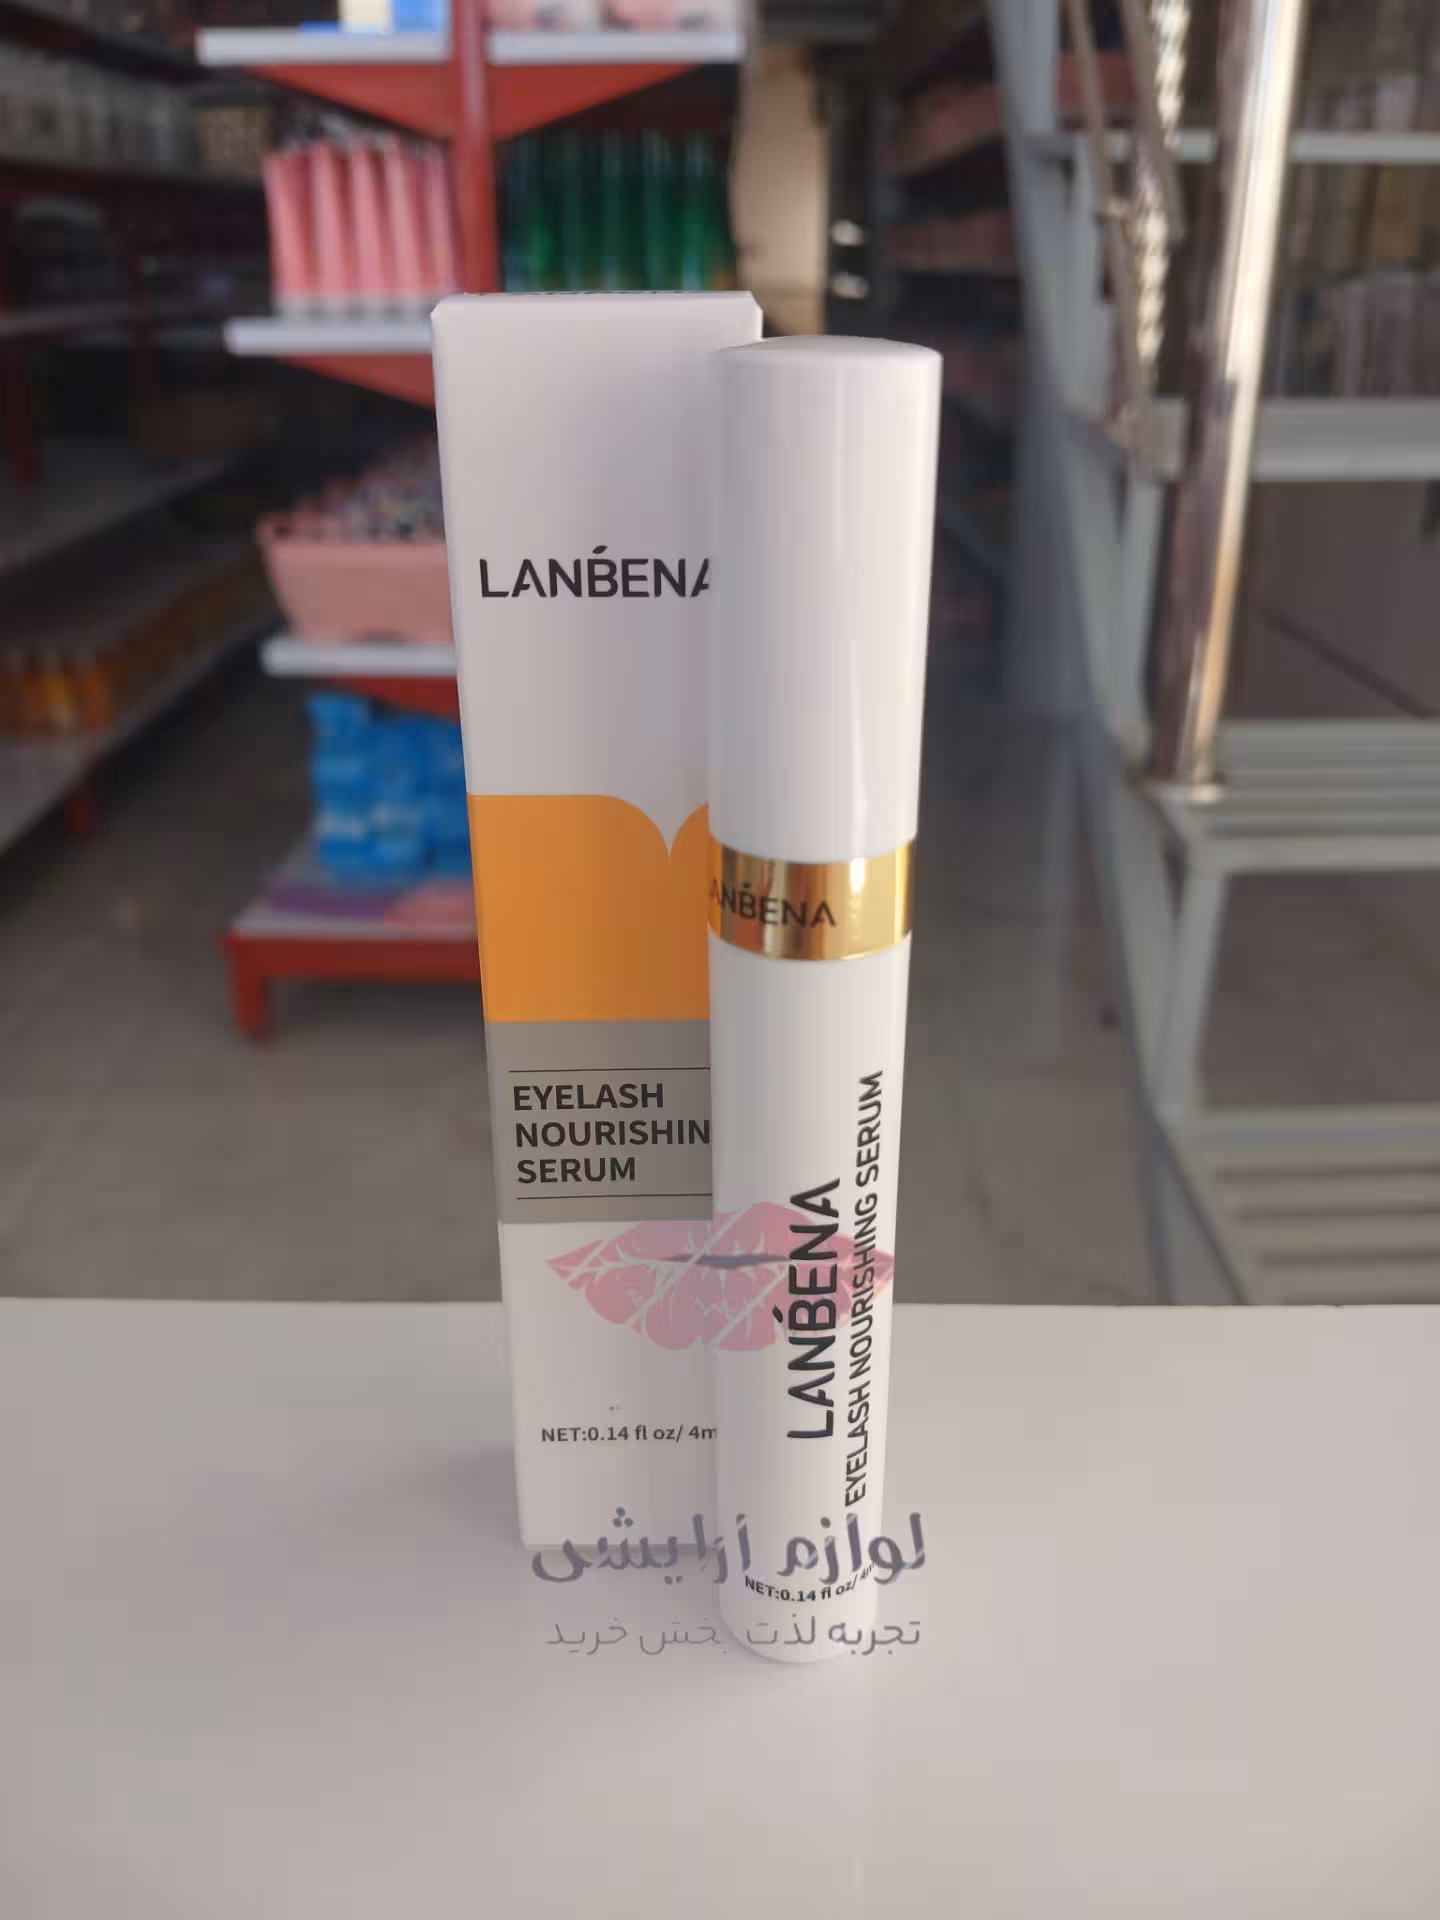 LANBENA
EYELASH
NOURISHIN
SERUM
NET:0.14 fl oz/ 4m
ANBENA
LANBENA
EYELASH NOURISHING SERUM
NET:0.14 fl oz/ 4m
لوازم آرایشی
تجربه لذت بخش خرید